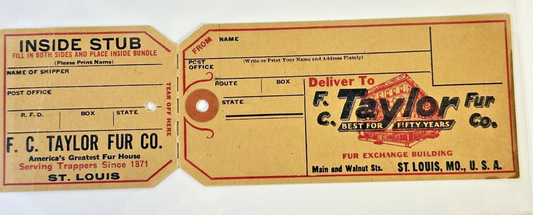 INSIDE STUB
FILL IN BOTH SIDES AND PLACE INSIDE BUNDLE
(Please Print Name)
NAME OF SHIPPER
POST OFFICE
R. F. D. BOX STATE
F. C. TAYLOR FUR CO.
America's Greatest Fur House
Serving Trappers Since 1871
ST. LOUIS
TEAR OFF HERE
FROM
NAME
POST OFFICE
(Write or Print Your Name and Address Plainly)
ROUTE BOX
STATE
Deliver To
F. C. Taylor Fur Co.
BEST FOR FIFTY YEARS
FUR EXCHANGE BUILDING
Main and Walnut Sts. ST. LOUIS, MO., U. S. A.